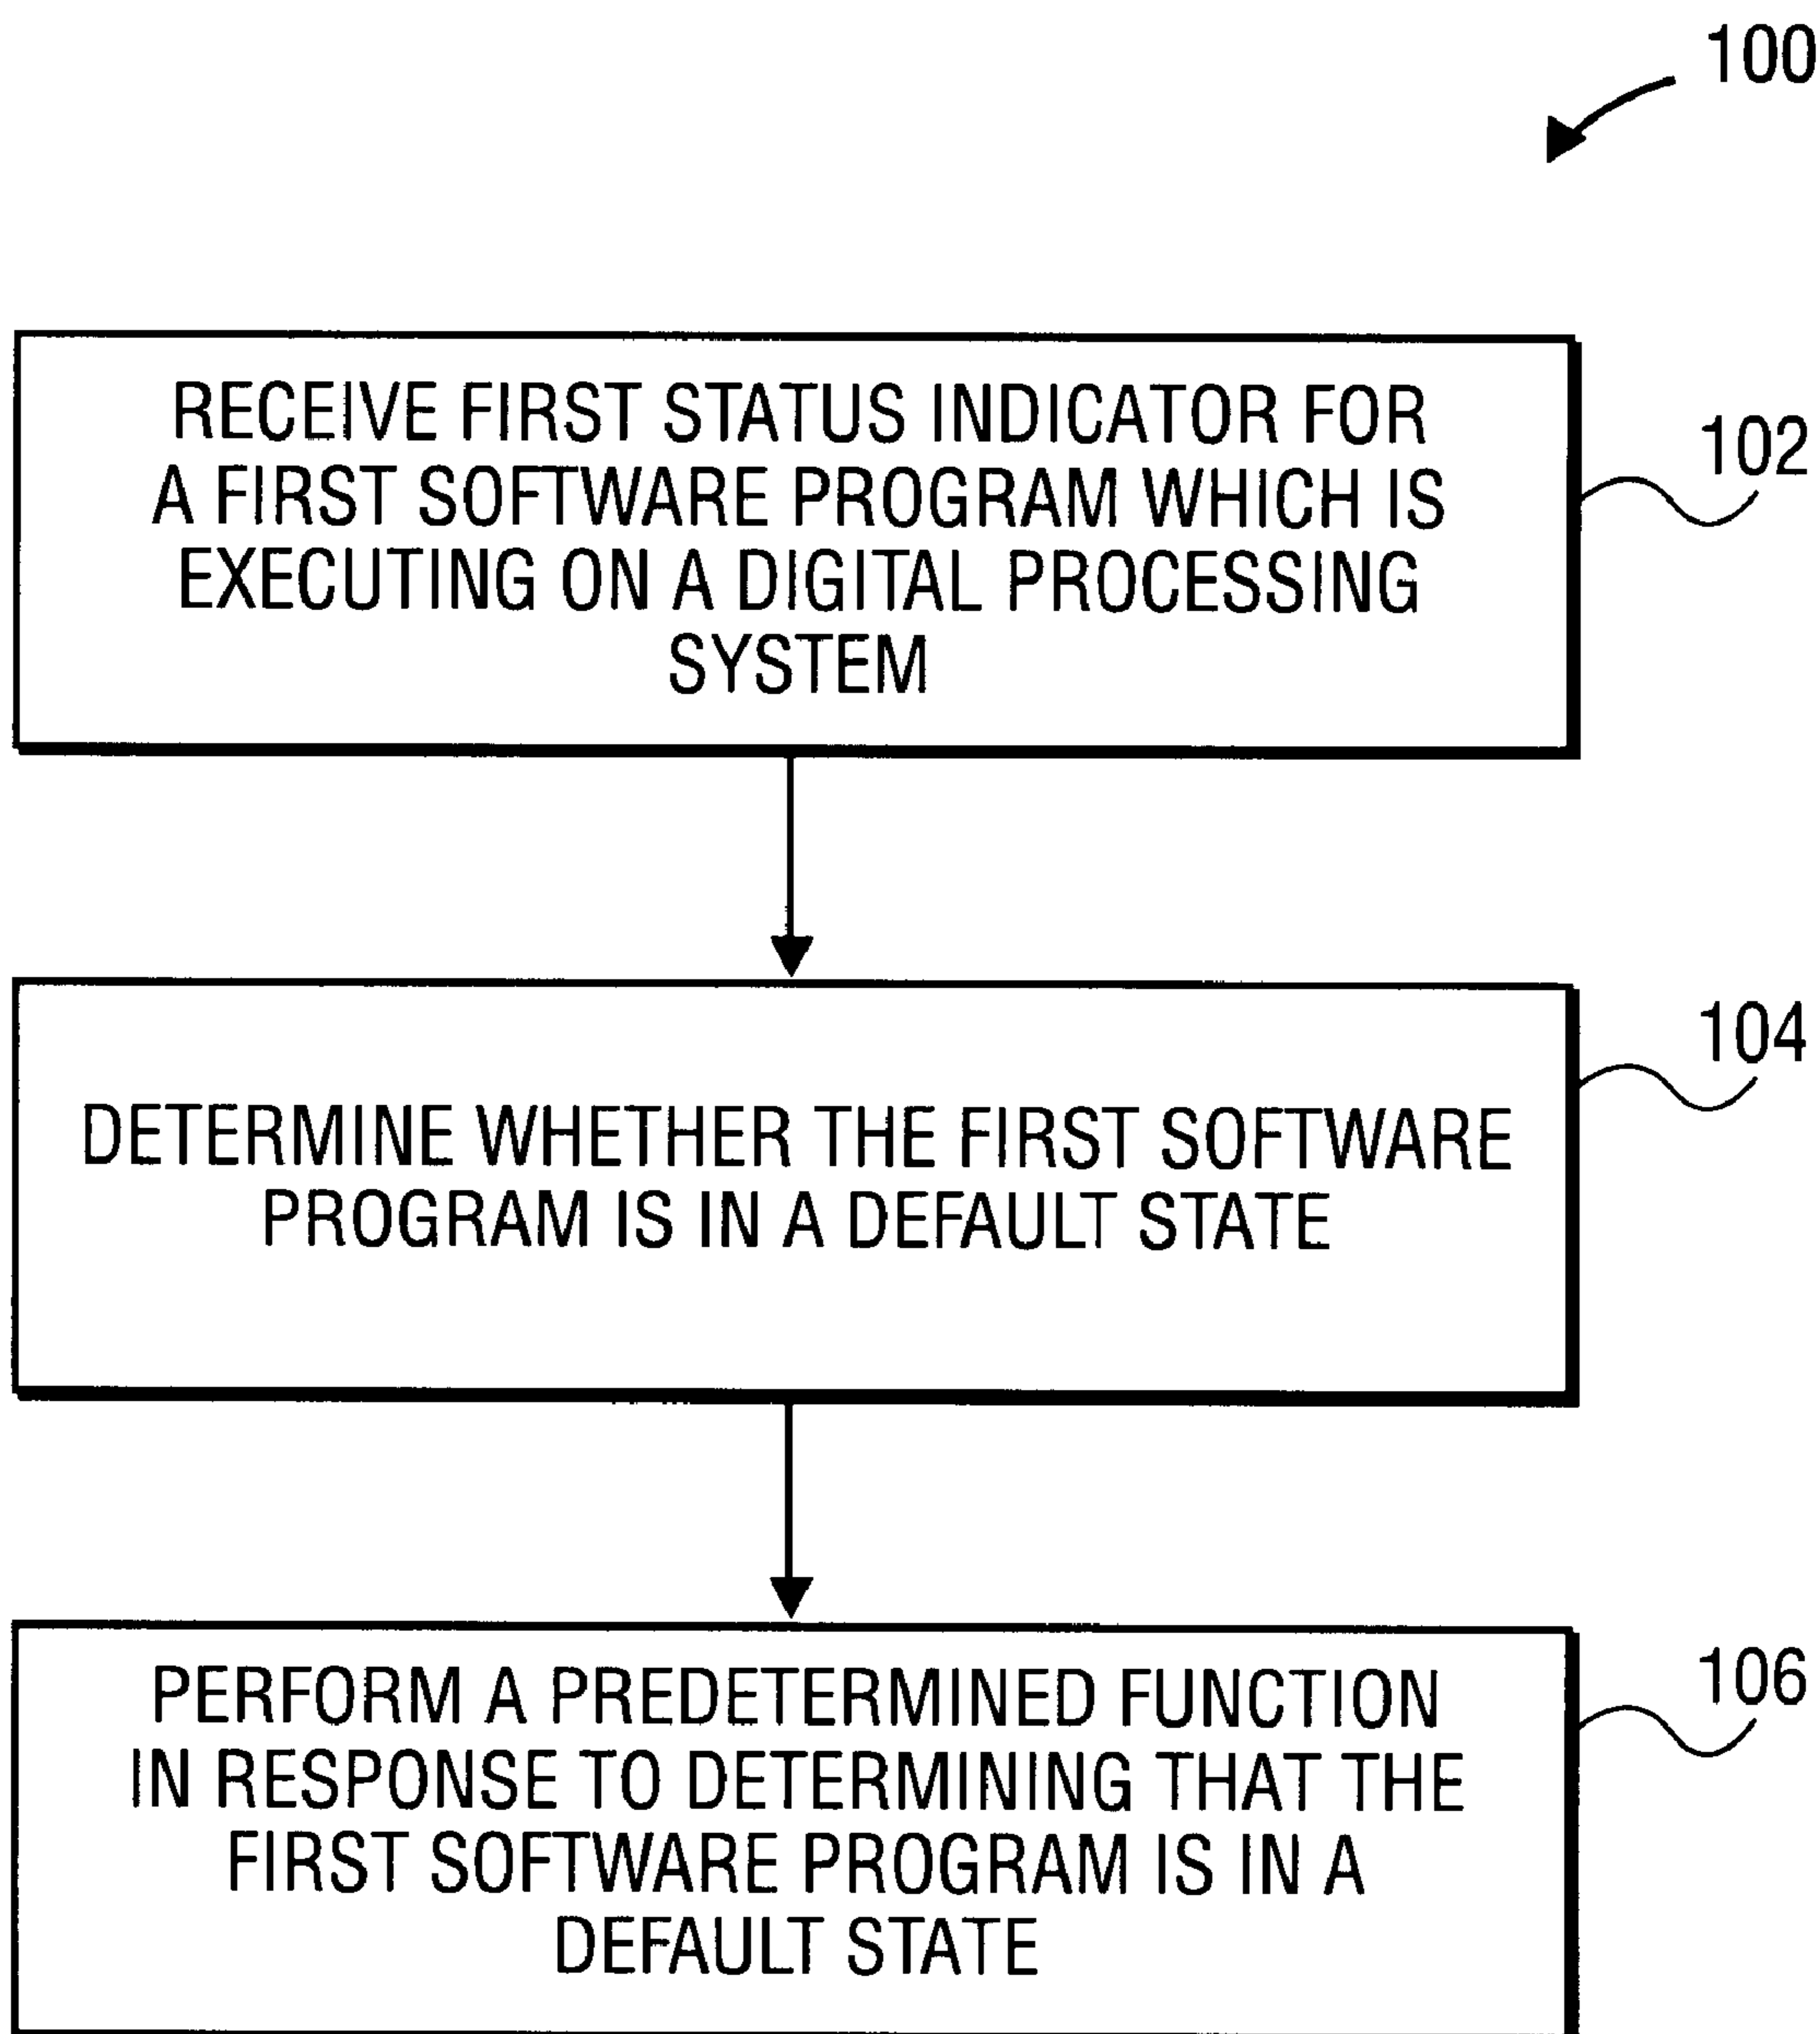 100
RECEIVE FIRST STATUS INDICATOR FOR
A FIRST SOFTWARE PROGRAM WHICH IS
EXECUTING ON A DIGITAL PROCESSING
SYSTEM
102
DETERMINE WHETHER THE FIRST SOFTWARE
PROGRAM IS IN A DEFAULT STATE
104
PERFORM A PREDETERMINED FUNCTION
IN RESPONSE TO DETERMINING THAT THE
FIRST SOFTWARE PROGRAM IS IN A
DEFAULT STATE
106